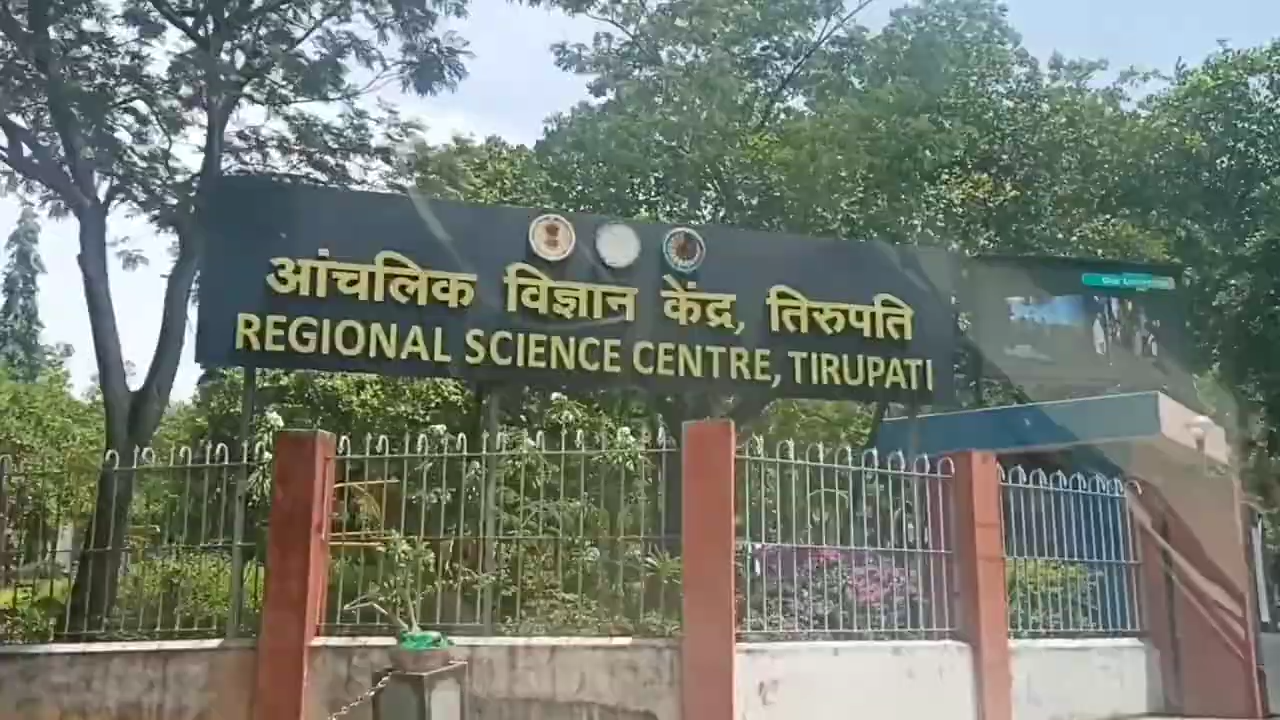 आंचलिक विज्ञान केंद्र, तिरुपति
REGIONAL SCIENCE CENTRE, TIRUPATI